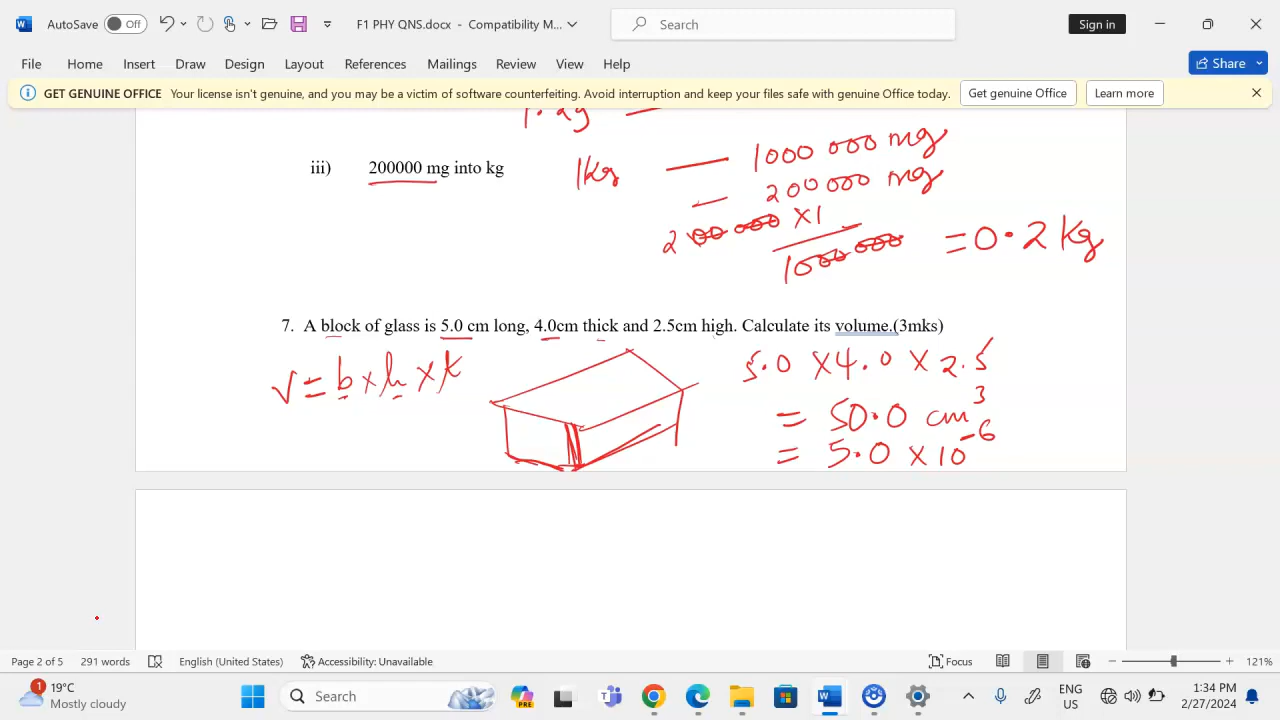 AutoSave Off F1 PHY QNS.docx - Compatibility M... Search Sign in
File Home Insert Draw Design Layout References Mailings Review View Help Share
GET GENUINE OFFICE Your license isn't genuine, and you may be a victim of software counterfeiting. Avoid interruption and keep your files safe with genuine Office today. Get genuine Office Learn more
iii) 200000 mg into kg
1kg — 1000 000 mg
— 200000 mg
200 000 X1
1000 000
= 0.2 kg
7. A block of glass is 5.0 cm long, 4.0cm thick and 2.5cm high. Calculate its volume.(3mks)
V = b x h x t
5.0 X 4.0 X 2.5
= 50.0 cm³
= 5.0 X 10⁻⁶
Page 2 of 5 291 words English (United States) Accessibility: Unavailable Focus 121%
1 19°C
Mostly cloudy
Search
PRE
ENG
US
1:34 PM
2/27/2024